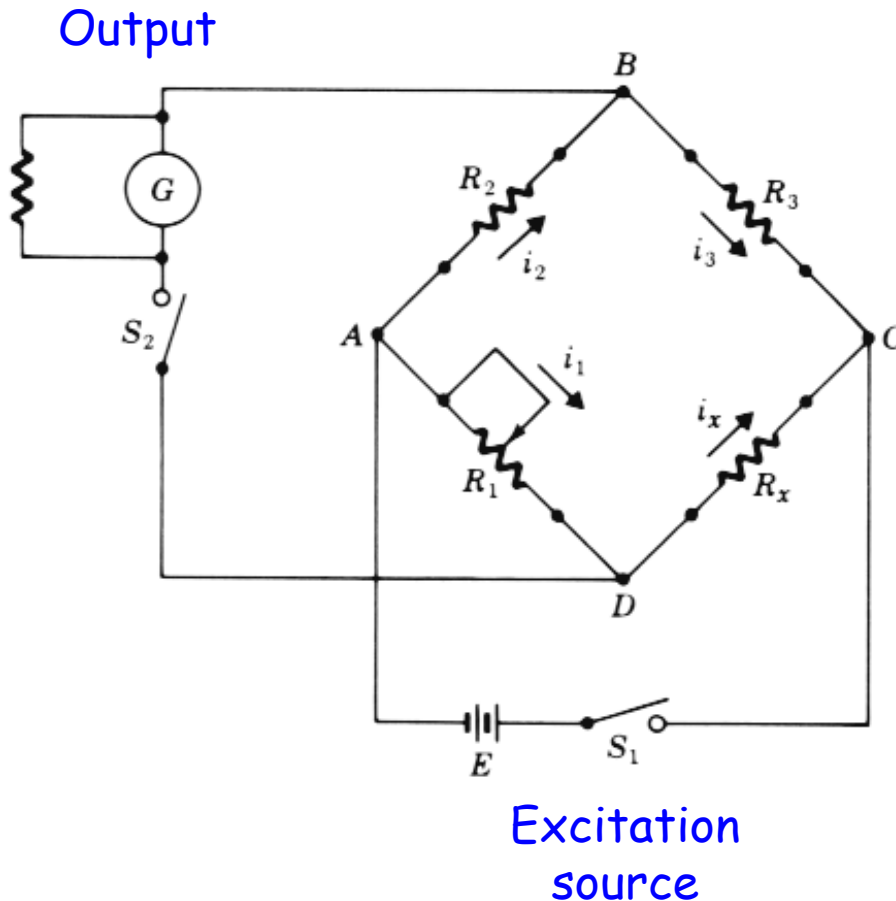 Output
B
G
R2
R3
i2
i3
S2
A
C
i1
ix
R1
Rx
D
E
S1
Excitation
source